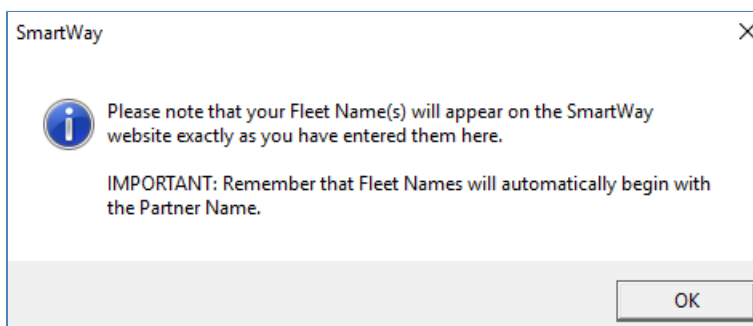 SmartWay
Please note that your Fleet Name(s) will appear on the SmartWay
website exactly as you have entered them here.
IMPORTANT: Remember that Fleet Names will automatically begin with
the Partner Name.
OK